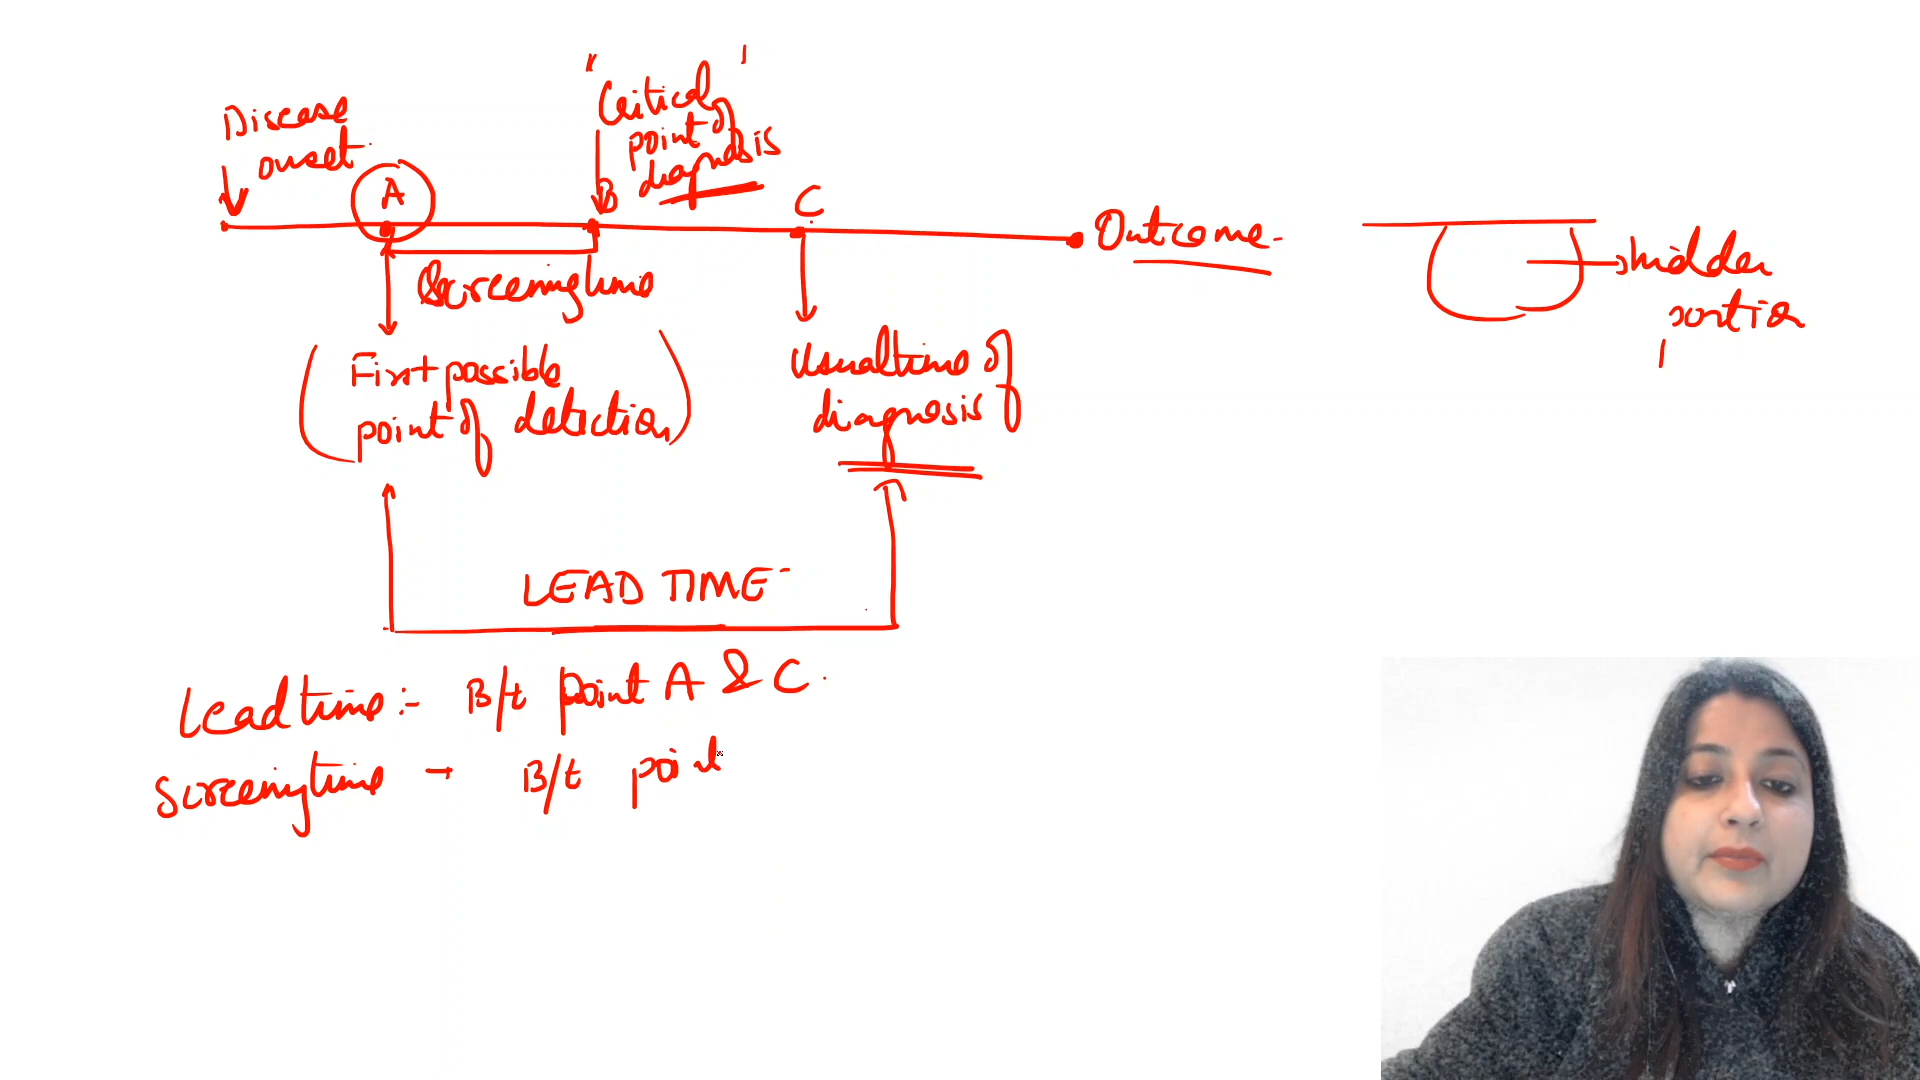 "Critical"
point of
diagnosis
Disease
onset
A
B
C
Outcome
Screening time
hidden
portion
First possible
point of detection
Usual time of
diagnosis
LEAD TIME
Lead time :- B/t point A & C.
Screening time - B/t point